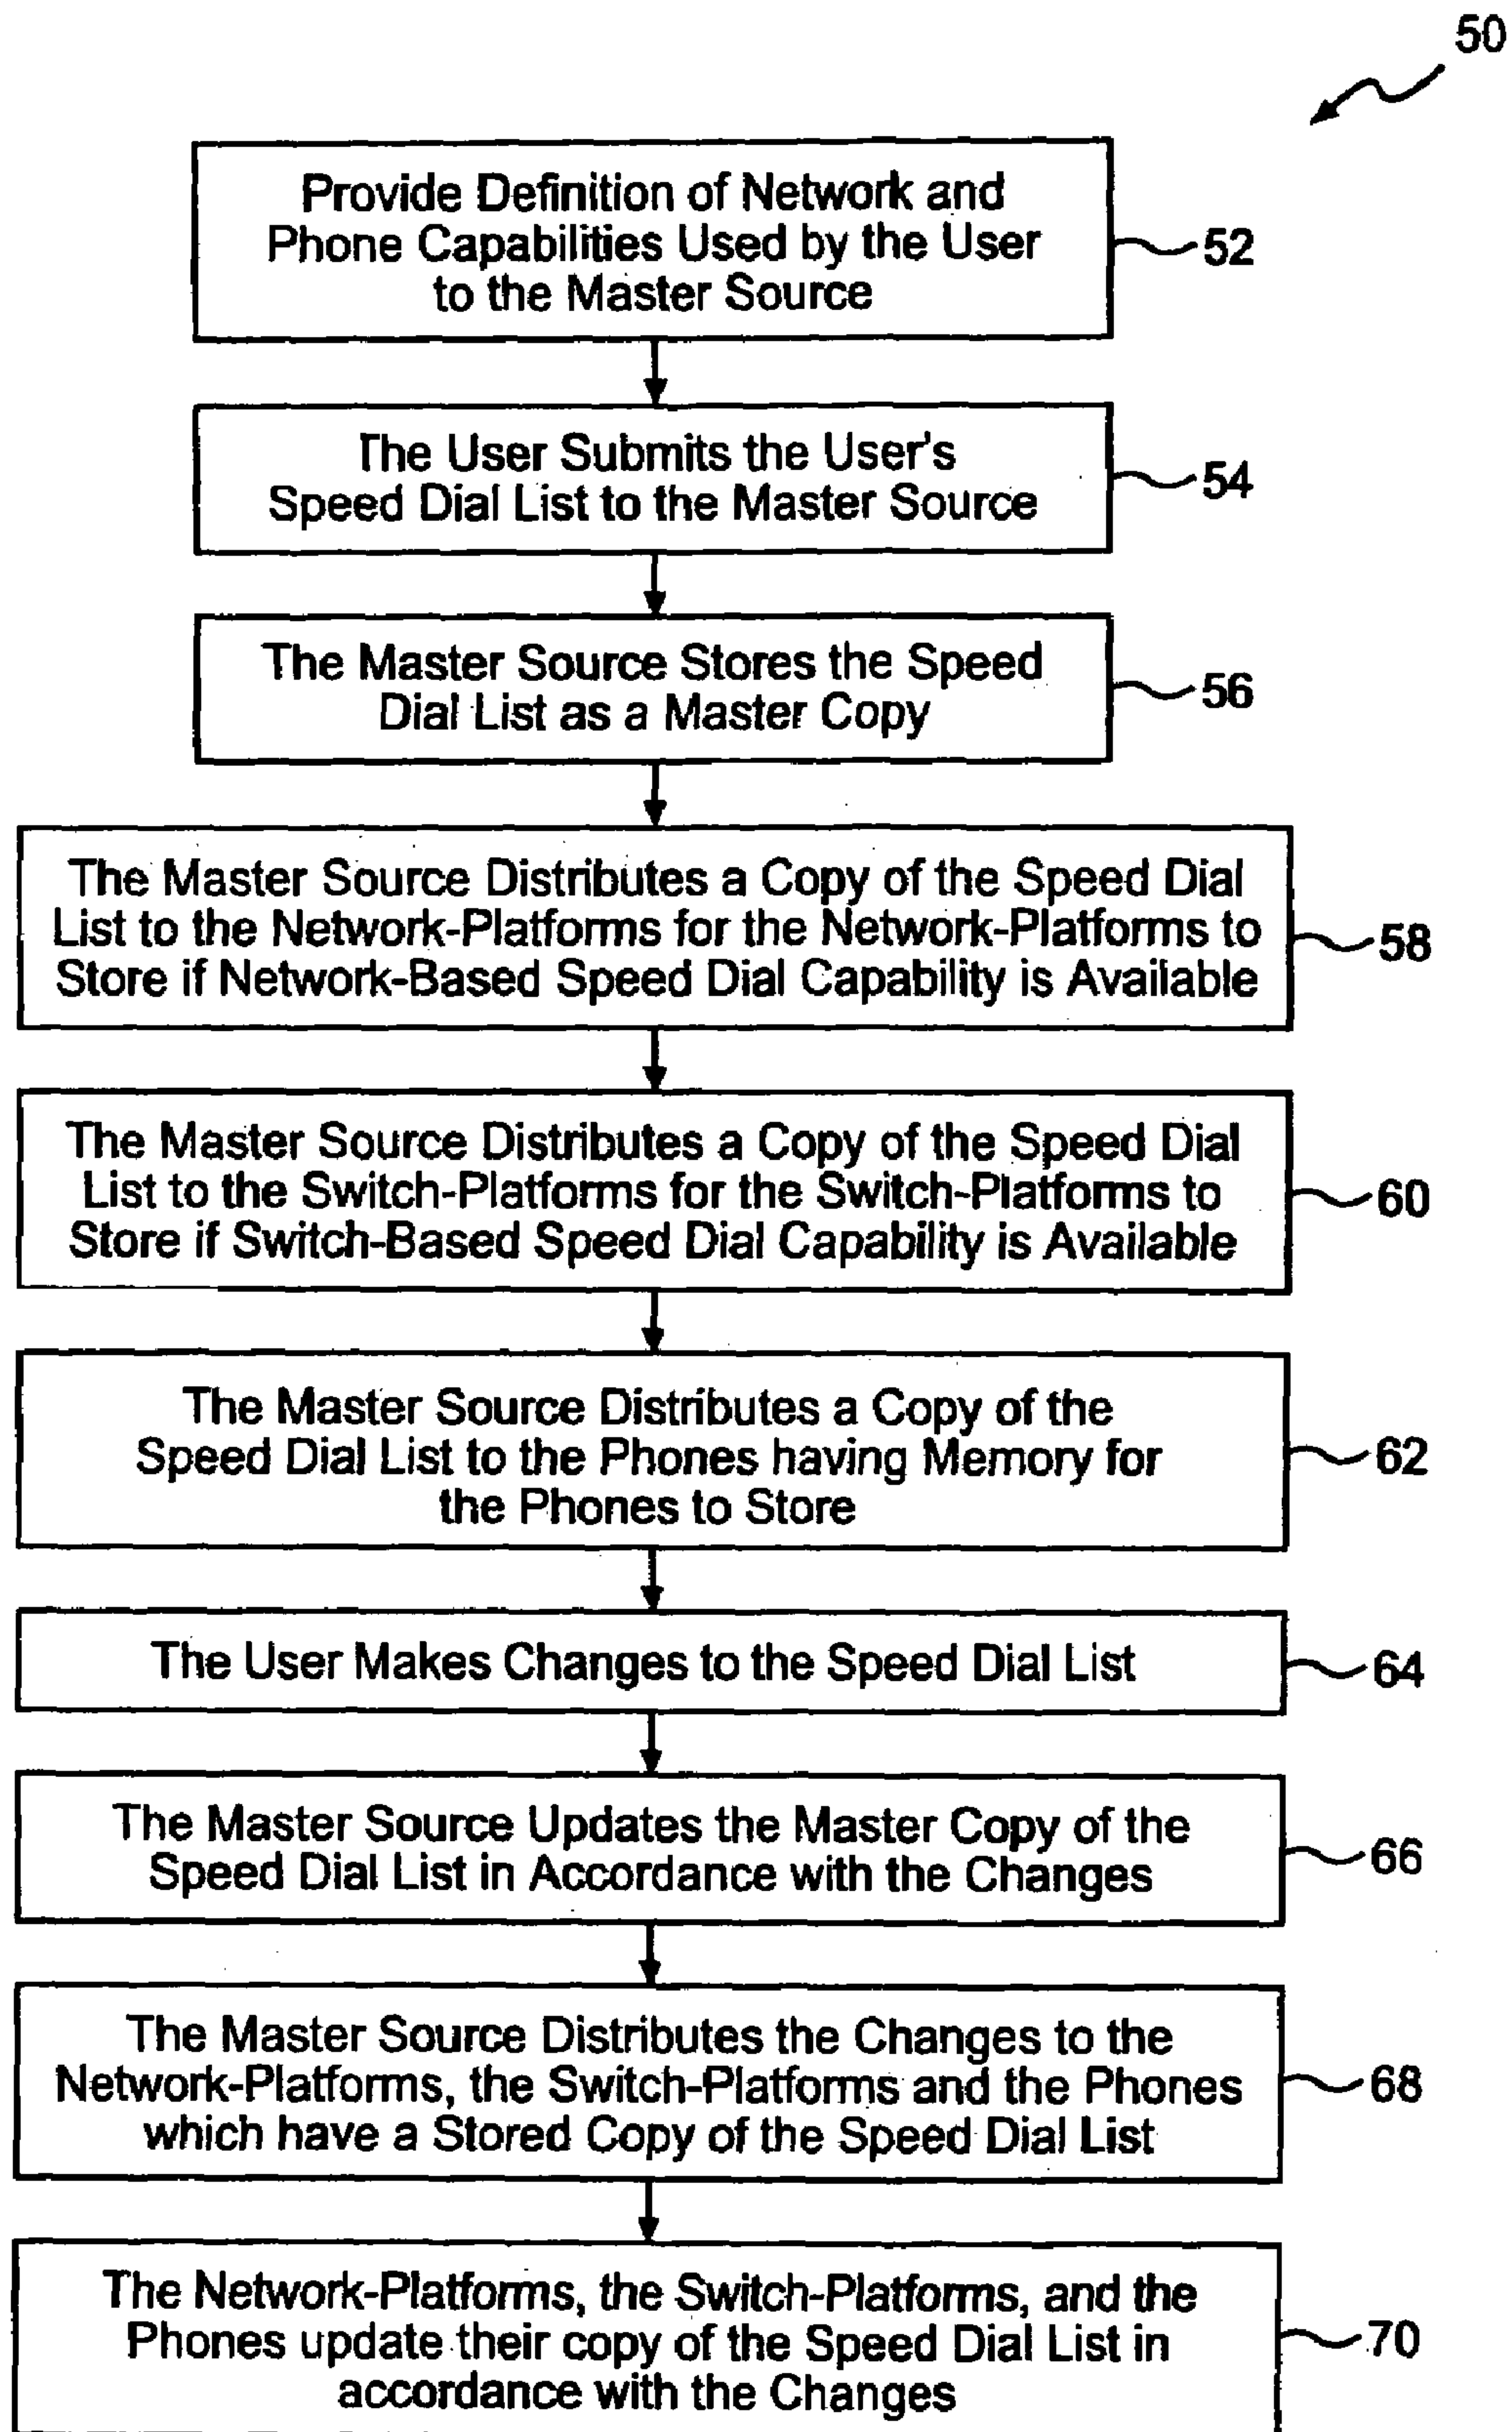 50
Provide Definition of Network and
Phone Capabilities Used by the User
to the Master Source
52
The User Submits the User's
Speed Dial List to the Master Source
54
The Master Source Stores the Speed
Dial List as a Master Copy
56
The Master Source Distributes a Copy of the Speed Dial
List to the Network-Platforms for the Network-Platforms to
Store if Network-Based Speed Dial Capability is Available
58
The Master Source Distributes a Copy of the Speed Dial
List to the Switch-Platforms for the Switch-Platforms to
Store if Switch-Based Speed Dial Capability is Available
60
The Master Source Distributes a Copy of the
Speed Dial List to the Phones having Memory for
the Phones to Store
62
The User Makes Changes to the Speed Dial List
64
The Master Source Updates the Master Copy of the
Speed Dial List in Accordance with the Changes
66
The Master Source Distributes the Changes to the
Network-Platforms, the Switch-Platforms and the Phones
which have a Stored Copy of the Speed Dial List
68
The Network-Platforms, the Switch-Platforms, and the
Phones update their copy of the Speed Dial List in
accordance with the Changes
70